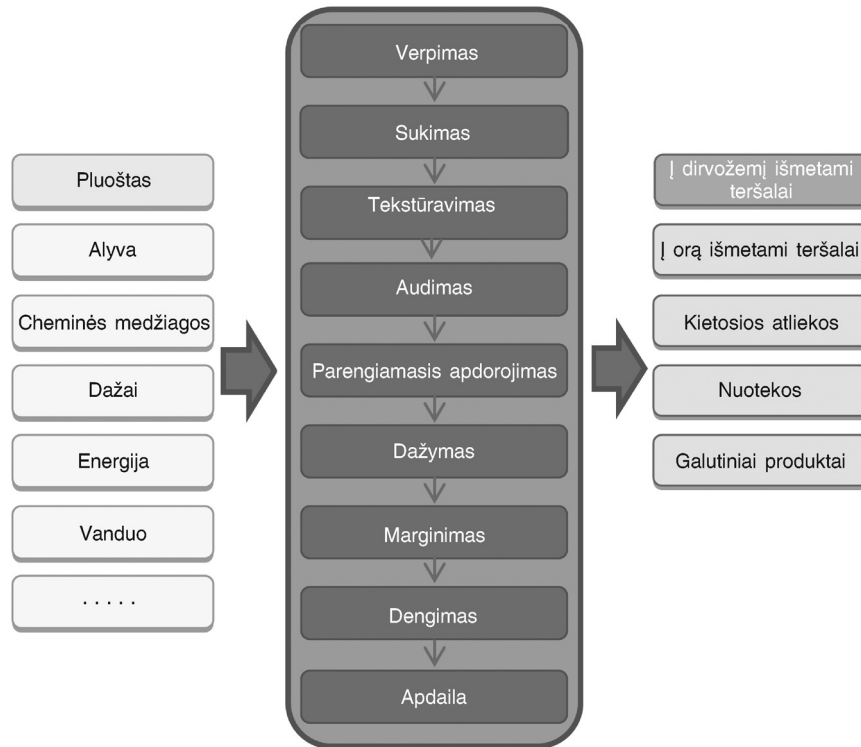 Pluoštas
Alyva
Cheminės medžiagos
Dažai
Energija
Vanduo
. . . . .
Verpimas
Sukimas
Tekstūravimas
Audimas
Parengiamasis apdorojimas
Dažymas
Marginimas
Dengimas
Apdaila
Į dirvožemį išmetami
teršalai
Į orą išmetami teršalai
Kietosios atliekos
Nuotekos
Galutiniai produktai